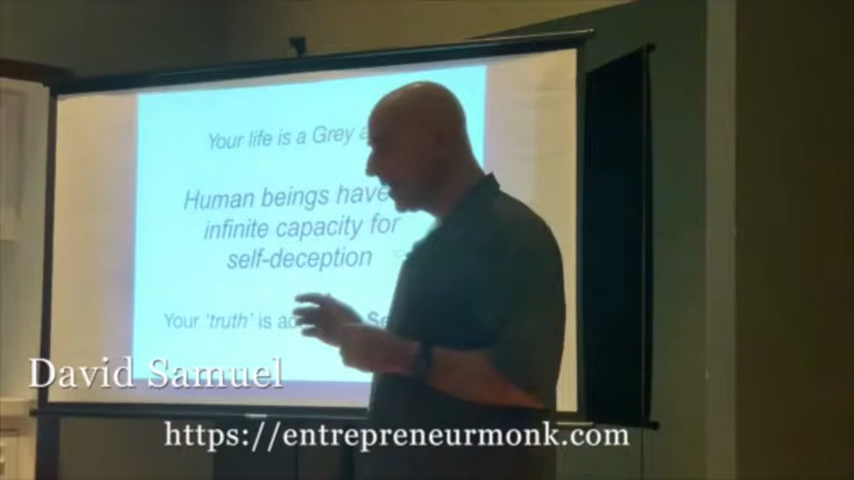 Your life is a Grey
Human beings have
infinite capacity for
self-deception
Your 'truth' is
David Samuel
https://entrepreneurmonk.com